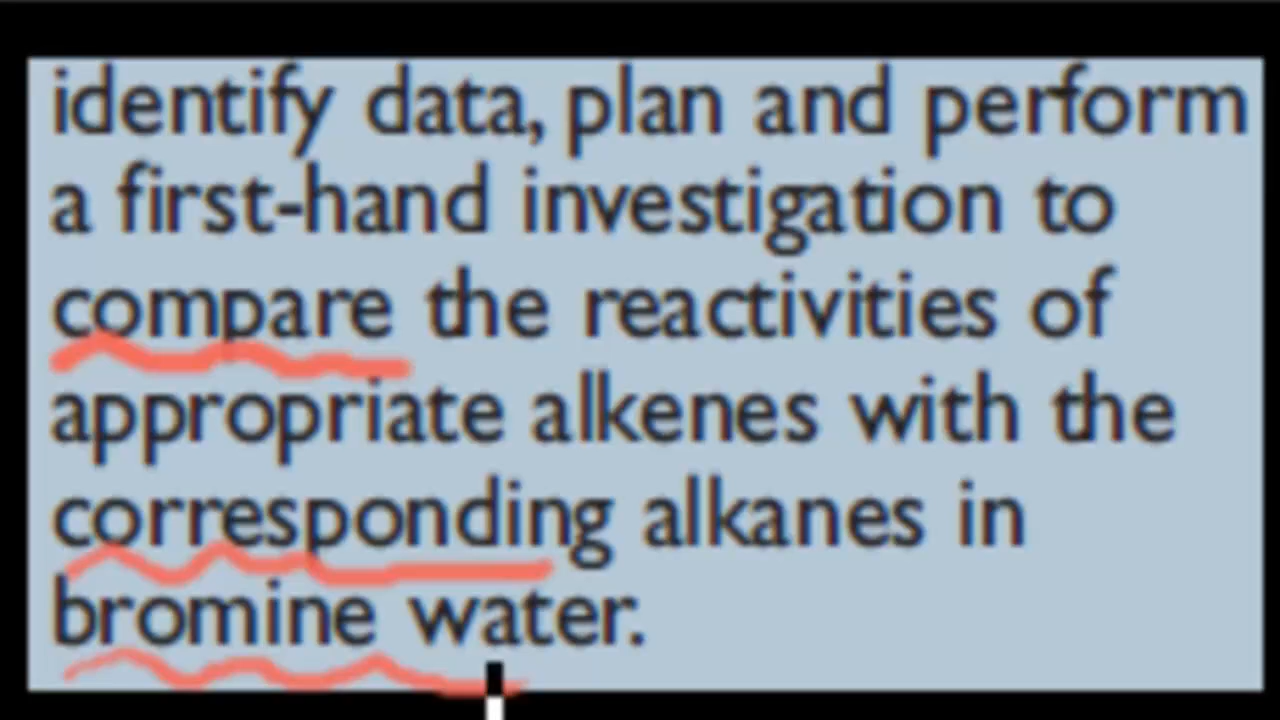 identify data, plan and perform
a first-hand investigation to
compare the reactivities of
appropriate alkenes with the
corresponding alkanes in
bromine water.